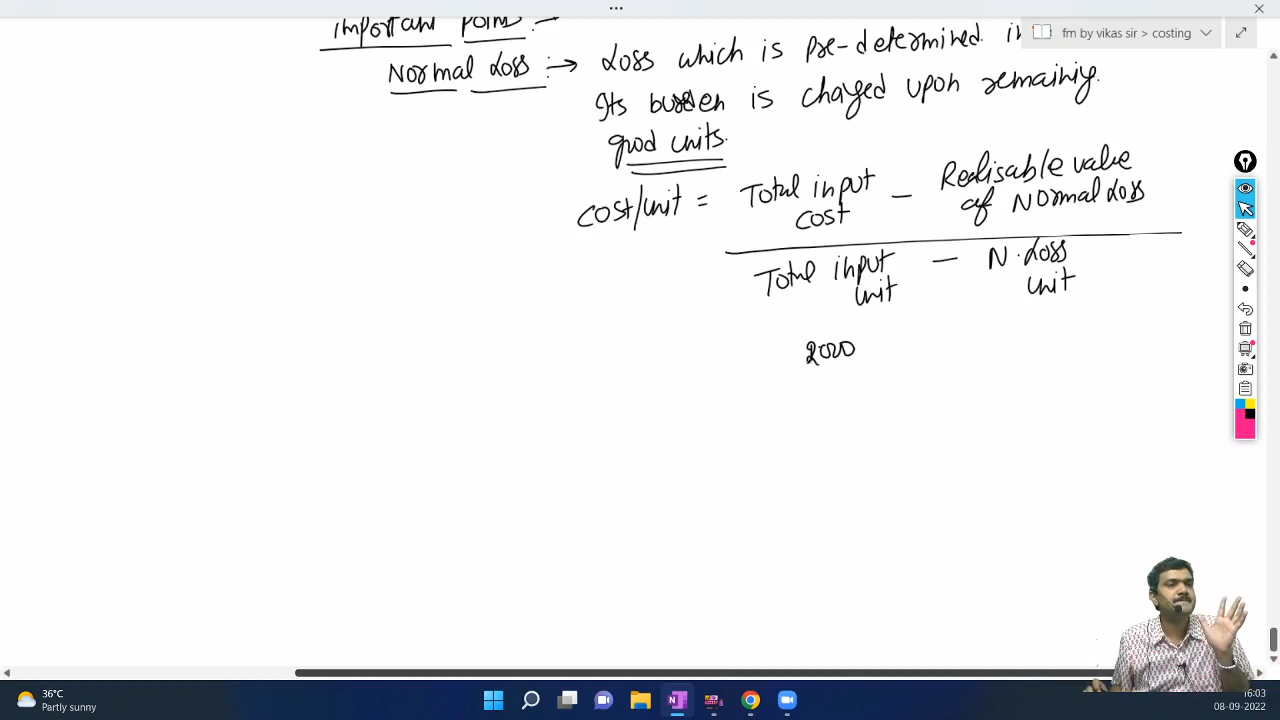 important points :-
fm by vikas sir > costing
Normal Loss :→ Loss which is pre-determined
Its burden is charged upon remaining
good units.
cost/unit = Total input cost – Realisable value of Normal Loss
Total input unit – N. Loss unit
2000
36°C
Partly sunny
16:03
08-09-2022